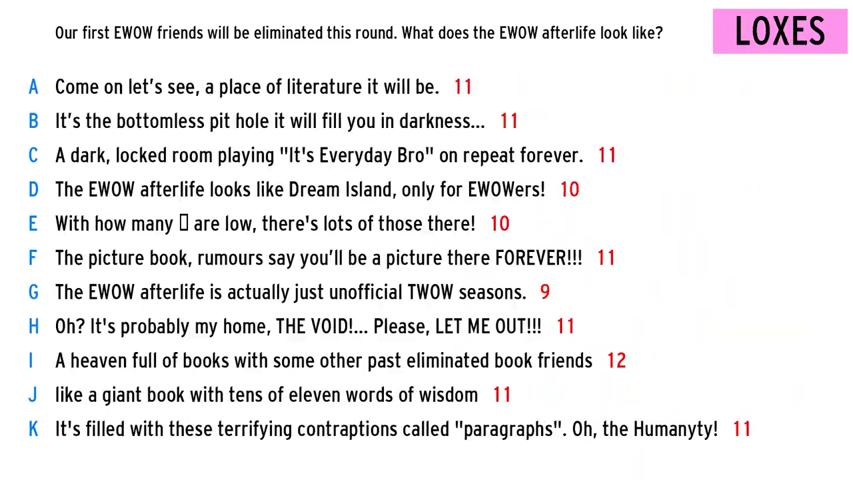 Our first EWOW friends will be eliminated this round. What does the EWOW afterlife look like?
LOXES
A Come on let's see, a place of literature it will be. 11
B It's the bottomless pit hole it will fill you in darkness... 11
C A dark, locked room playing "It's Everyday Bro" on repeat forever. 11
D The EWOW afterlife looks like Dream Island, only for EWOWers! 10
E With how many ▯ are low, there's lots of those there! 10
F The picture book, rumours say you'll be a picture there FOREVER!!! 11
G The EWOW afterlife is actually just unofficial TWOW seasons. 9
H Oh? It's probably my home, THE VOID!... Please, LET ME OUT!!! 11
I A heaven full of books with some other past eliminated book friends 12
J like a giant book with tens of eleven words of wisdom 11
K It's filled with these terrifying contraptions called "paragraphs". Oh, the Humanyty! 11